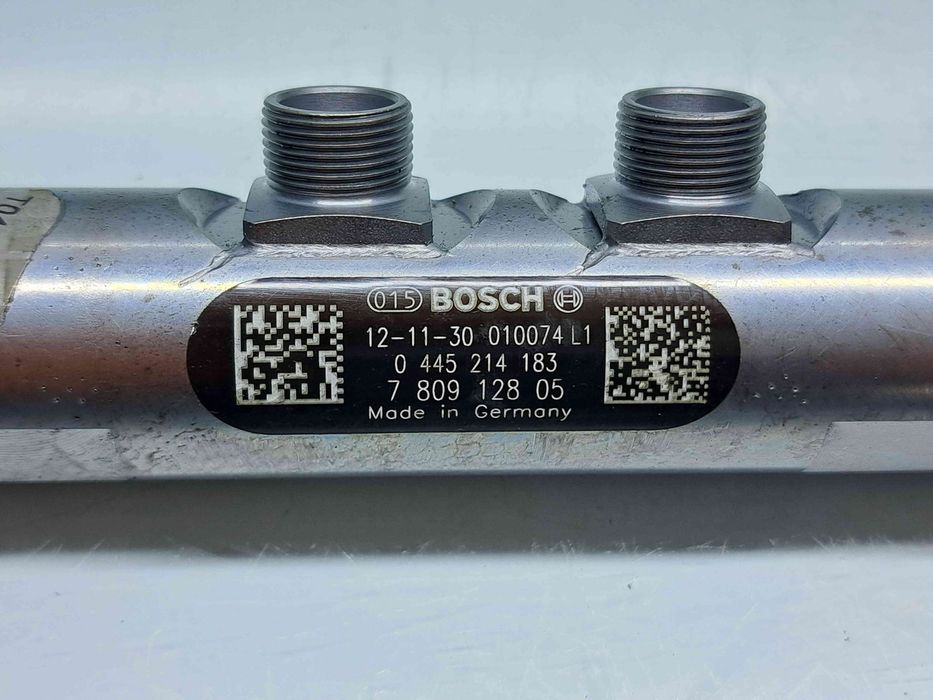 015 BOSCH
12-11-30 010074 L1
0 445 214 183
7 809 128 05
Made in Germany